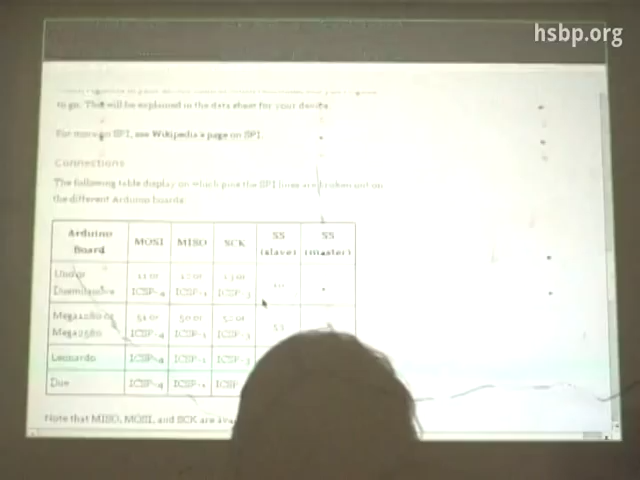 hsbp.org
to go. This will be explained in the data sheet for your device.
For more on SPI, see Wikipedia's page on SPI.
Connections
The following table display on which pins the SPI lines are broken out on
the different Arduino boards:
Arduino Board MOSI MISO SCK SS (slave) SS (master)
Uno or Duemilanove 11 or ICSP-4 12 or ICSP-1 13 or ICSP-3 10 -
Mega1280 or Mega2560 51 or ICSP-4 50 or ICSP-1 52 or ICSP-3 53
Leonardo ICSP-4 ICSP-1 ICSP-3
Due ICSP-4 ICSP-1 ICSP
Note that MISO, MOSI, and SCK are